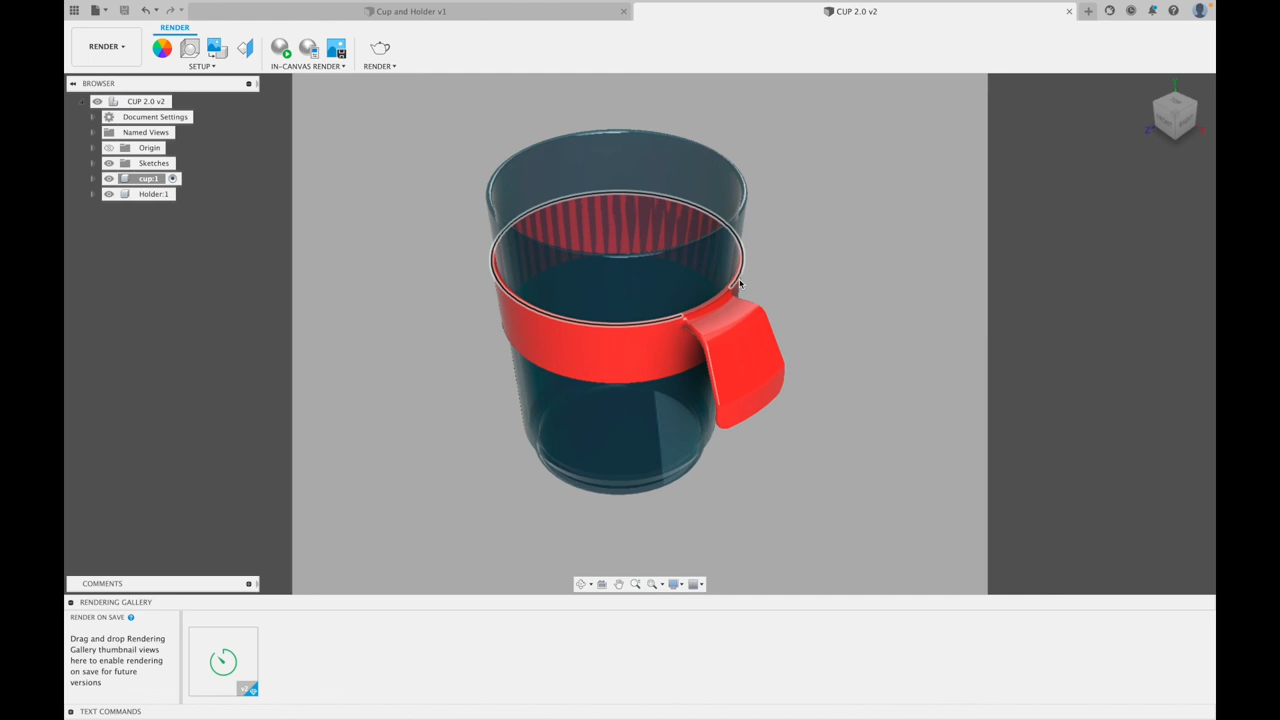 Cup and Holder v1
CUP 2.0 v2
RENDER
RENDER
SETUP
IN-CANVAS RENDER
RENDER
BROWSER
CUP 2.0 v2
Document Settings
Named Views
Origin
Sketches
cup:1
Holder:1
COMMENTS
RENDERING GALLERY
RENDER ON SAVE
Drag and drop Rendering
Gallery thumbnail views
here to enable rendering
on save for future
versions
v2
TEXT COMMANDS